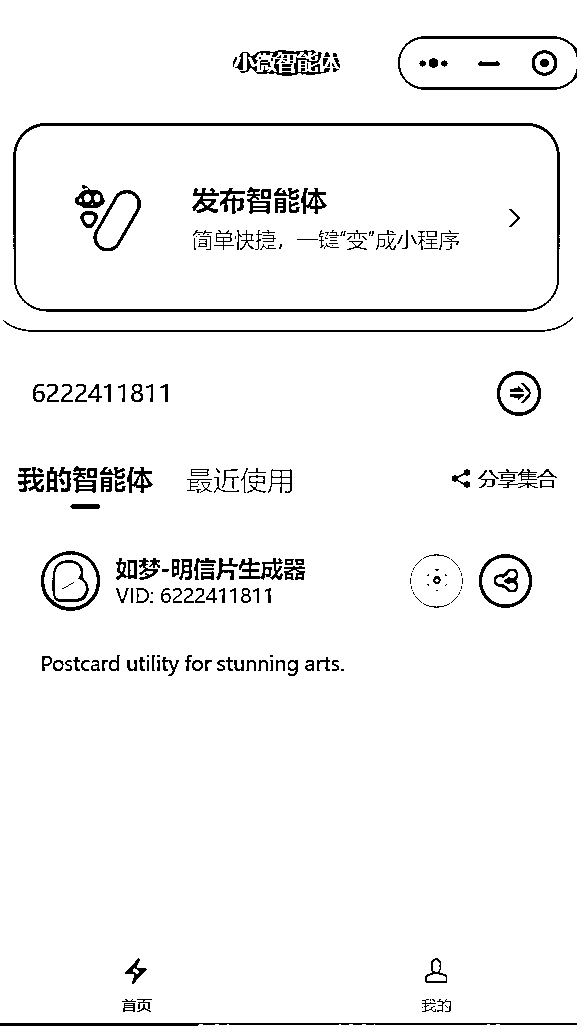 小微智能体
发布智能体
简单快捷，一键“变”成小程序
6222411811
我的智能体 最近使用 分享集合
如梦-明信片生成器
VID: 6222411811
Postcard utility for stunning arts.
首页 我的